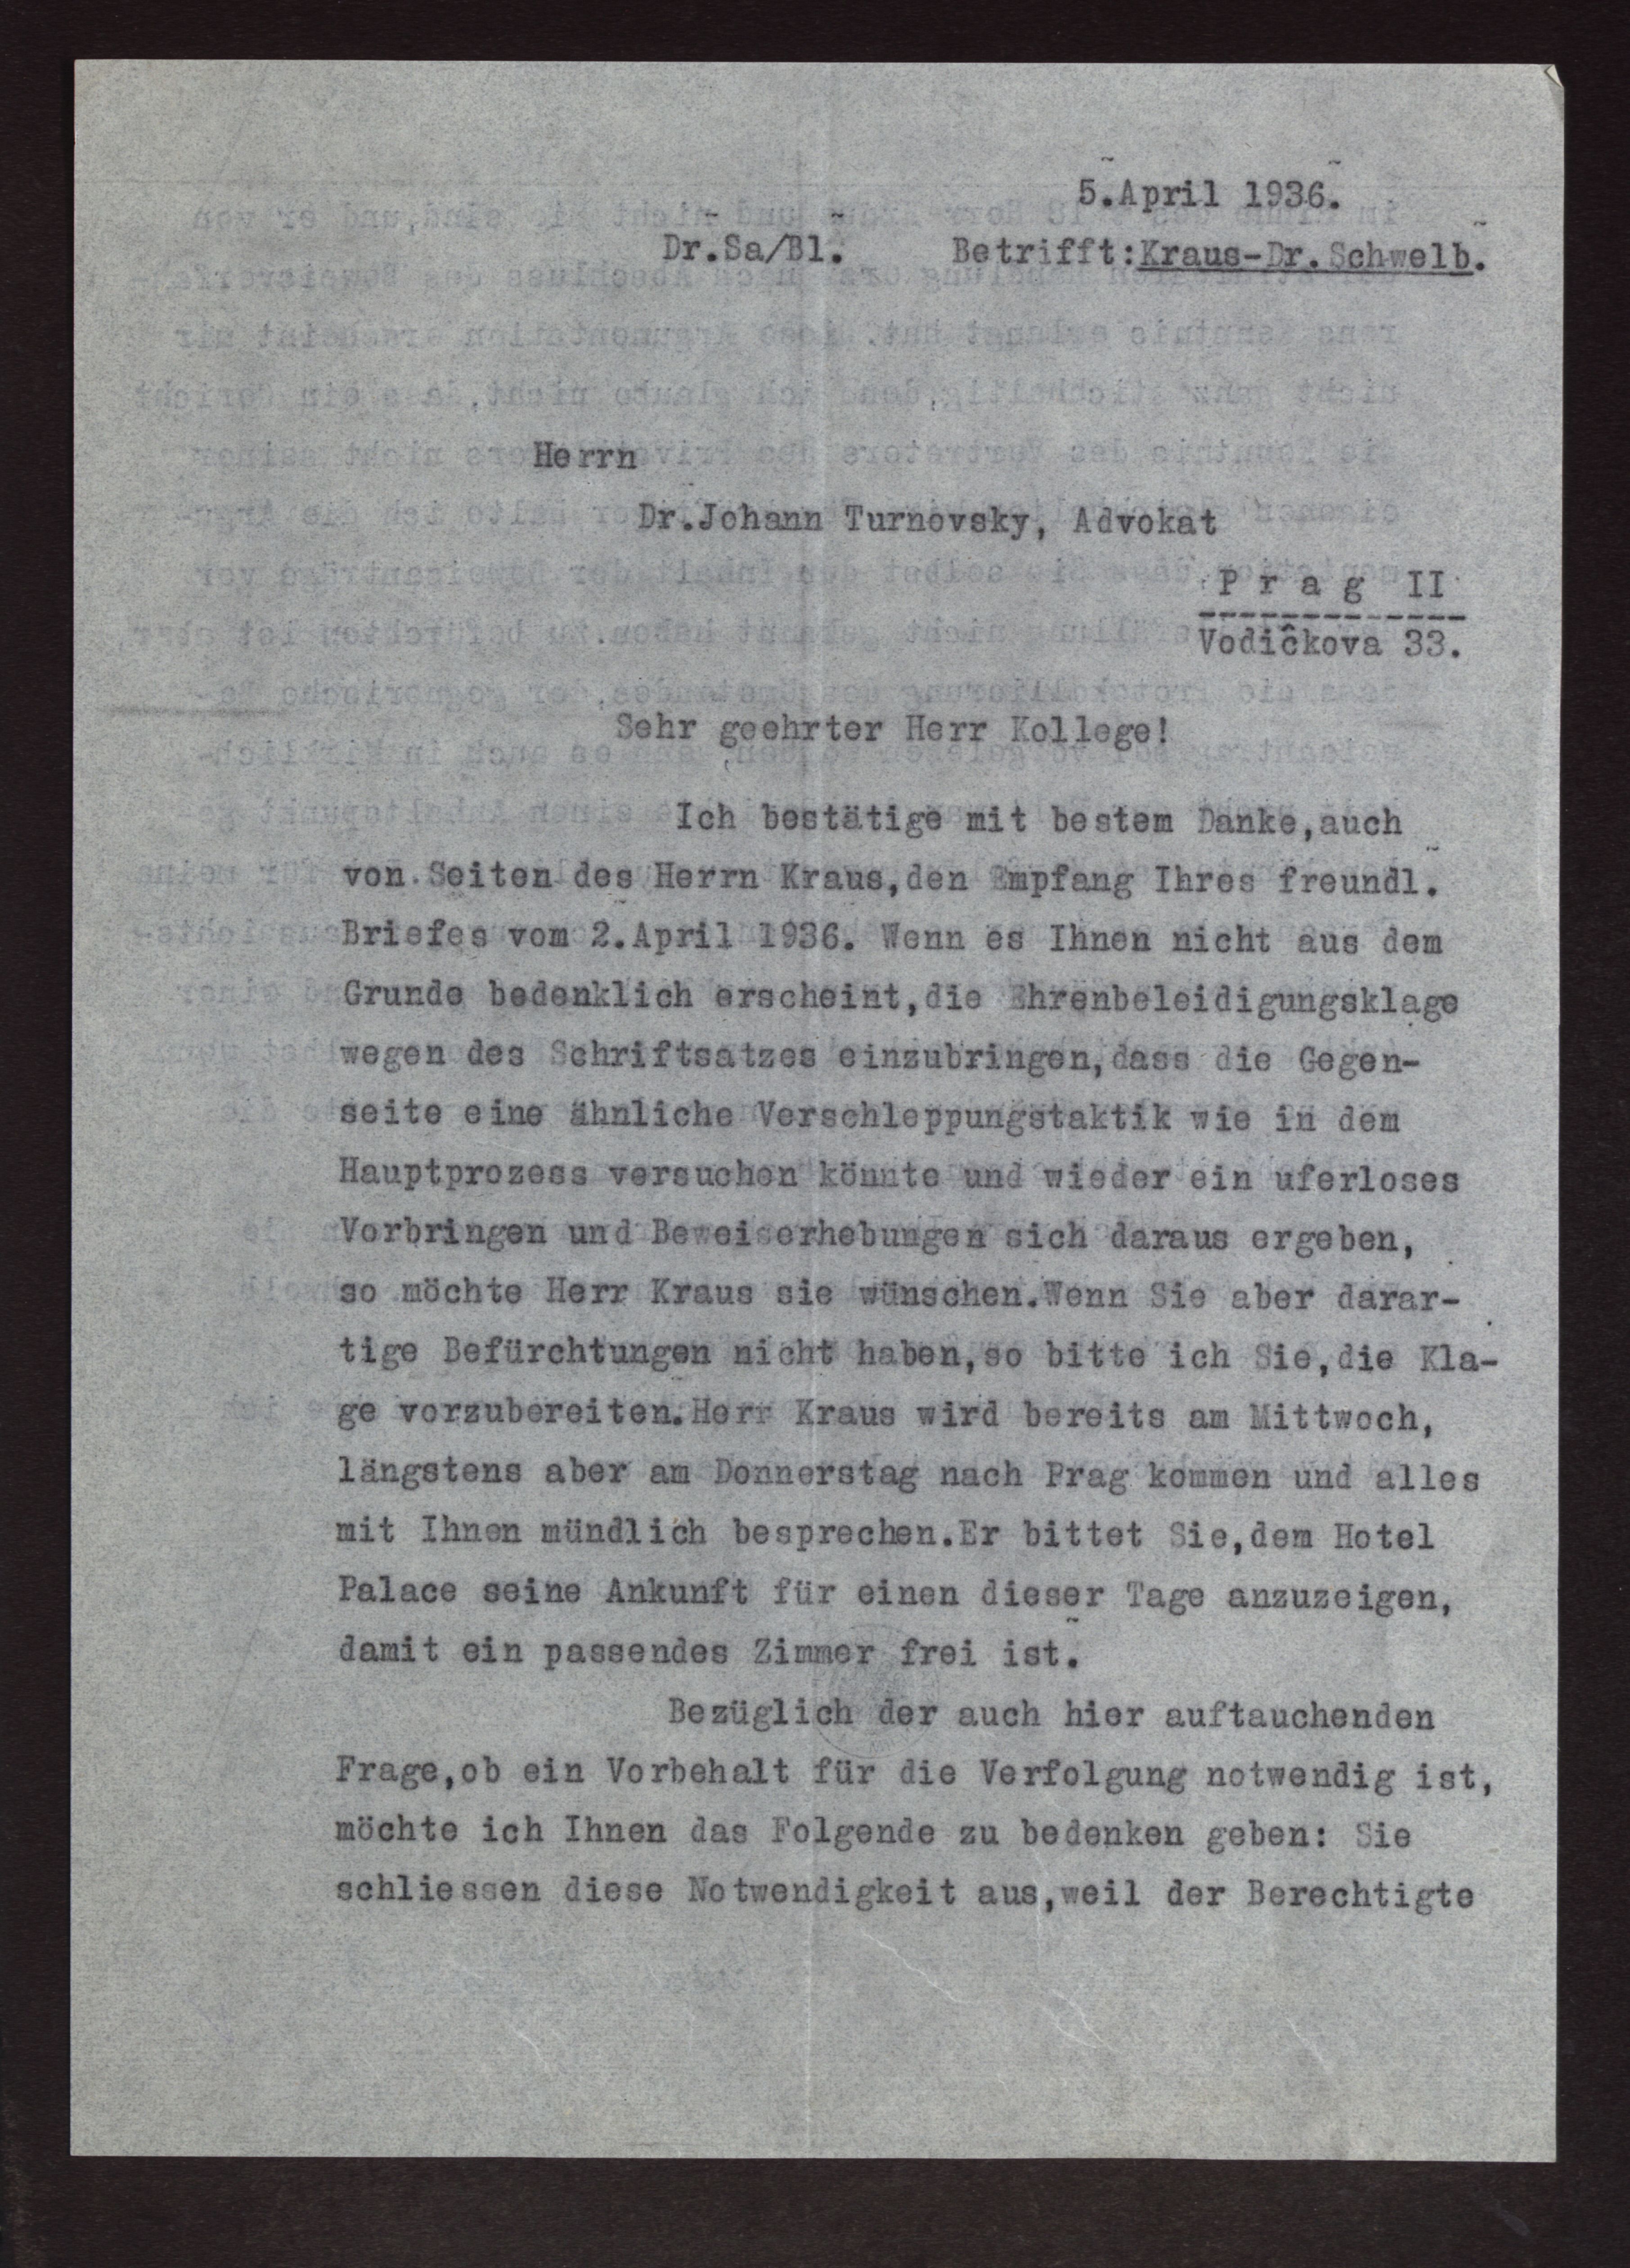 5.April 1936.
Dr.Sa/Bl. Betrifft:Kraus-Dr.Schwelb.
Herrn
Dr.Johann Turnovsky, Advokat
P r a g II
Vodiĉkova 33.
Sehr geehrter Herr Kollege!
Ich bestätige mit bestem Danke,auch
von Seiten des Herrn Kraus,den Empfang Ihres freundl.
Briefes vom 2.April 1936. Wenn es Ihnen nicht aus dem
Grunde bedenklich erscheint,die Ehrenbeleidigungsklage
wegen des Schriftsatzes einzubringen,dass die Gegen-
seite eine ähnliche Verschleppungstaktik wie in dem
Hauptprozess versuchen könnte und wieder ein uferloses
Vorbringen und Beweiserhebungen sich daraus ergeben,
so möchte Herr Kraus sie wünschen.Wenn Sie aber darar-
tige Befürchtungen nicht haben,so bitte ich Sie,die Kla-
ge vorzubereiten.Herr Kraus wird bereits am Mittwoch,
längstens aber am Donnerstag nach Prag kommen und alles
mit Ihnen mündlich besprechen.Er bittet Sie,dem Hotel
Palace seine Ankunft für einen dieser Tage anzuzeigen,
damit ein passendes Zimmer frei ist.
Bezüglich der auch hier auftauchenden
Frage,ob ein Vorbehalt für die Verfolgung notwendig ist,
möchte ich Ihnen das Folgende zu bedenken geben: Sie
schliessen diese Notwendigkeit aus,weil der Berechtigte